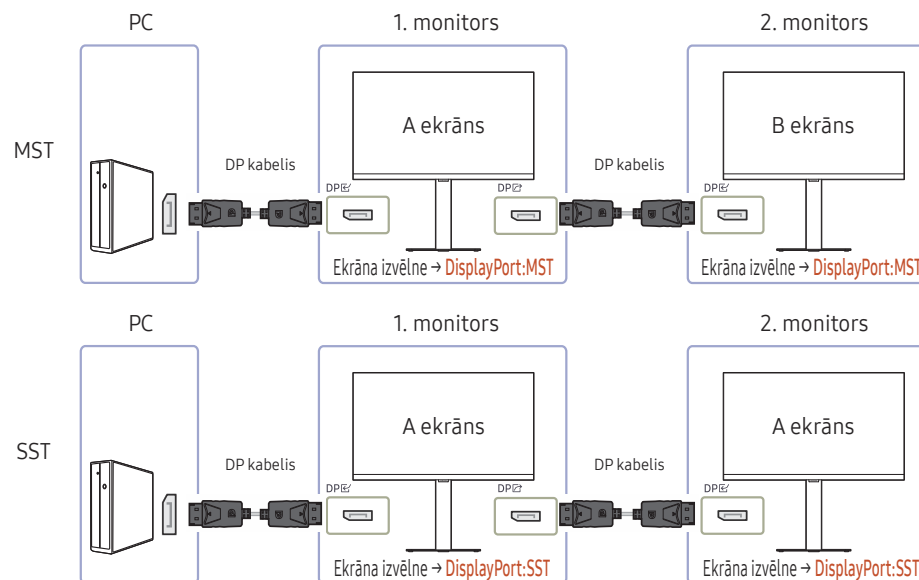 PC
1. monitors
2. monitors
MST
A ekrāns
B ekrāns
DP kabelis
DP kabelis
DP
DP
DP
Ekrāna izvēlne → DisplayPort:MST
Ekrāna izvēlne → DisplayPort:MST
PC
1. monitors
2. monitors
SST
A ekrāns
A ekrāns
DP kabelis
DP kabelis
DP
DP
DP
Ekrāna izvēlne → DisplayPort:SST
Ekrāna izvēlne → DisplayPort:SST